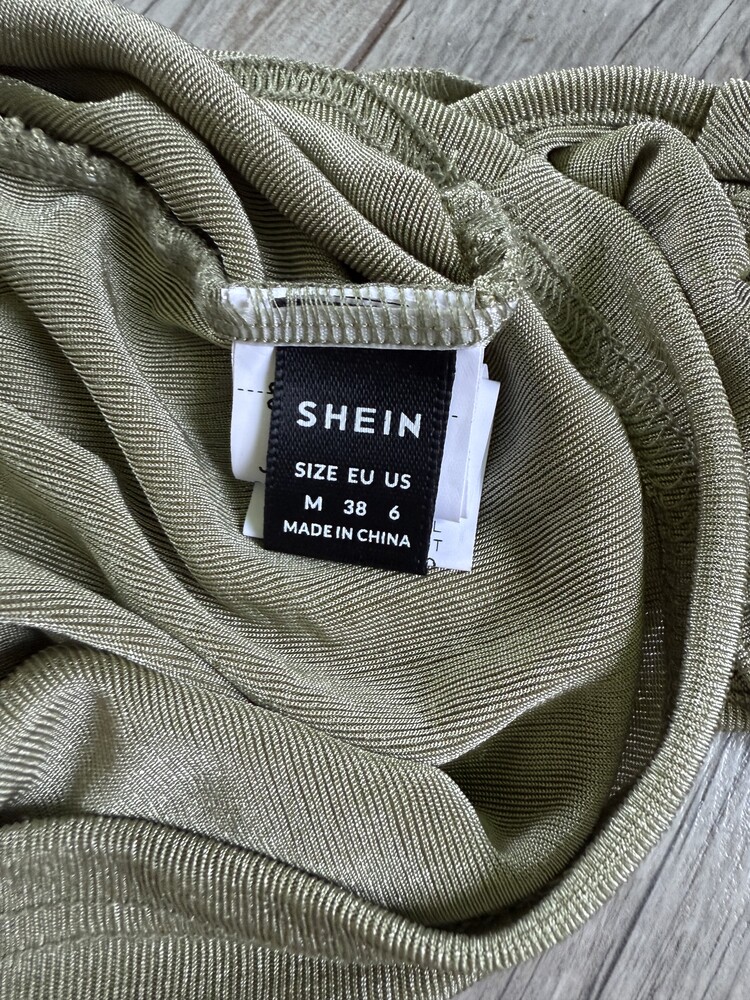 SHEIN
SIZE EU US
M 38 6
MADE IN CHINA
L
T